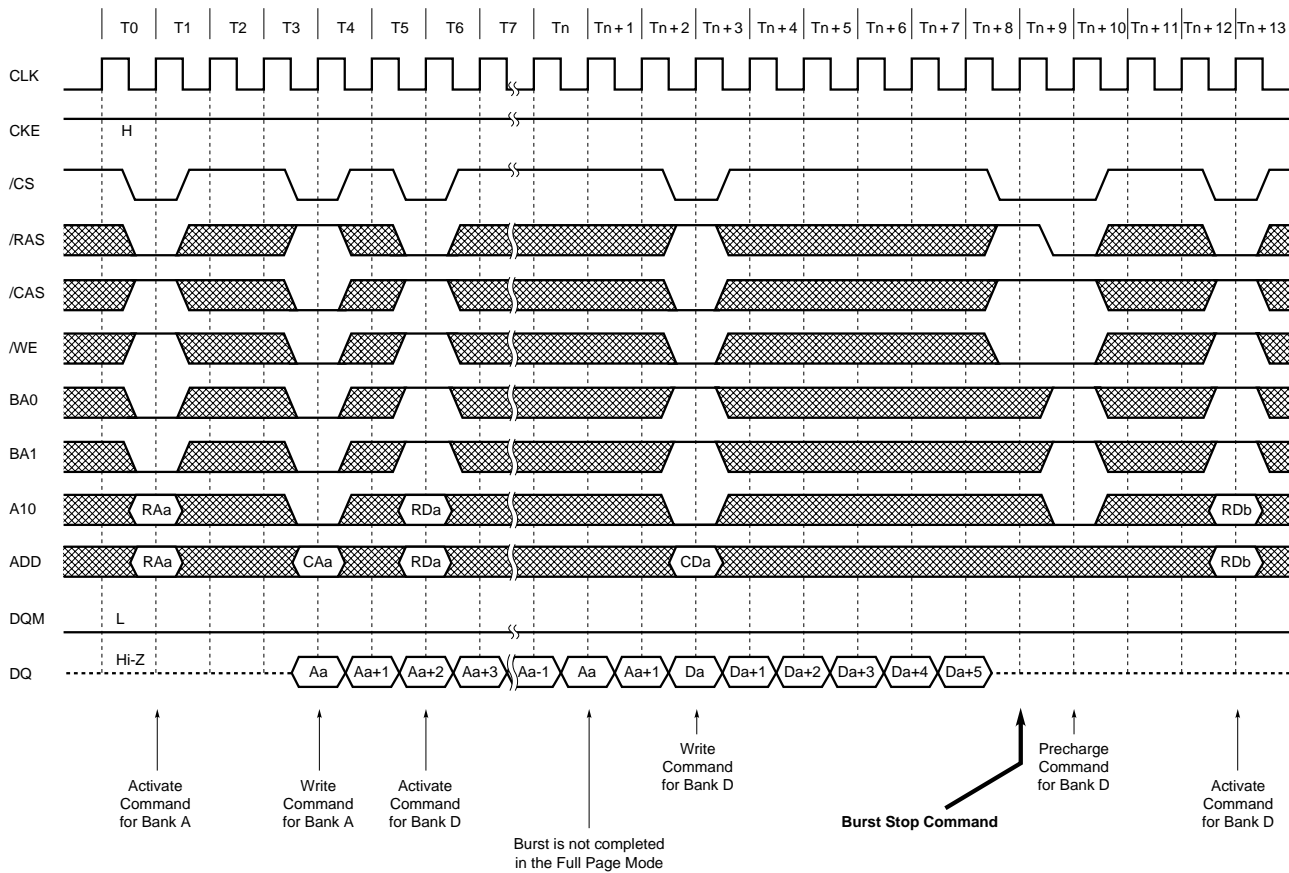 T0 T1 T2 T3 T4 T5 T6 T7 Tn Tn + 1 Tn + 2 Tn + 3 Tn + 4 Tn + 5 Tn + 6 Tn + 7 Tn + 8 Tn + 9 Tn + 10 Tn + 11 Tn + 12 Tn + 13
CLK
CKE H
/CS
/RAS
/CAS
/WE
BA0
BA1
A10 RAa RDa RDb
ADD RAa CAa RDa CDa RDb
DQM L
Hi-Z
DQ Aa Aa+1 Aa+2 Aa+3 Aa-1 Aa Aa+1 Da Da+1 Da+2 Da+3 Da+4 Da+5
Activate
Command
for Bank A
Write
Command
for Bank A
Activate
Command
for Bank D
Burst is not completed
in the Full Page Mode
Write
Command
for Bank D
Burst Stop Command
Precharge
Command
for Bank D
Activate
Command
for Bank D